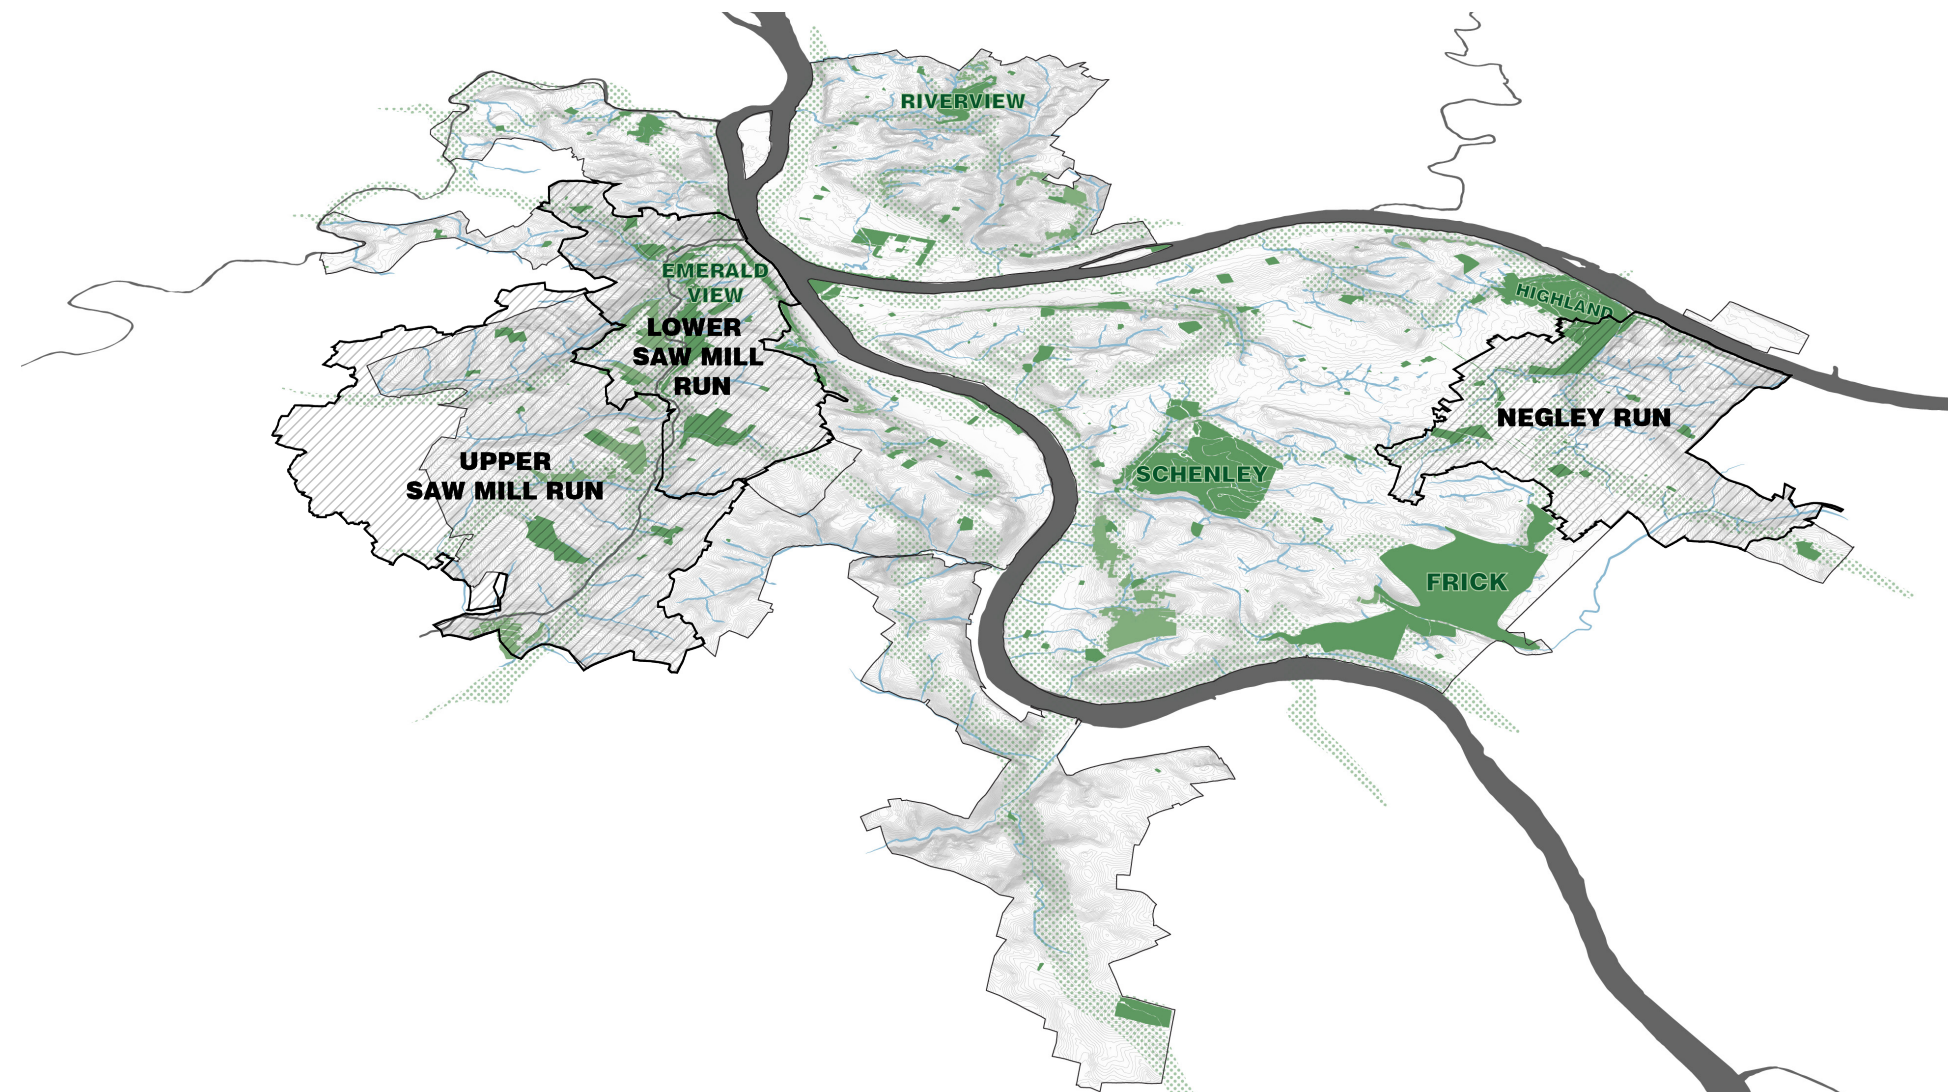 RIVERVIEW
EMERALD
VIEW
HIGHLAND
LOWER
SAW MILL
RUN
NEGLEY RUN
UPPER
SAW MILL RUN
SCHENLEY
FRICK